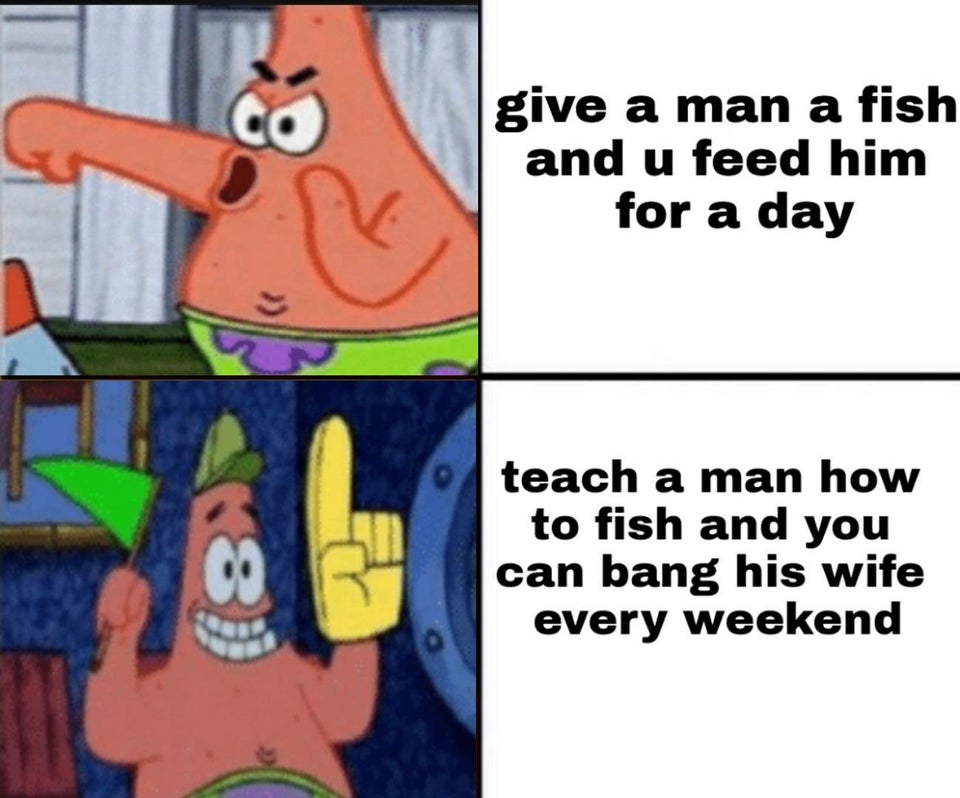 give a man a fish
and u feed him
for a day
teach a man how
to fish and you
can bang his wife
every weekend